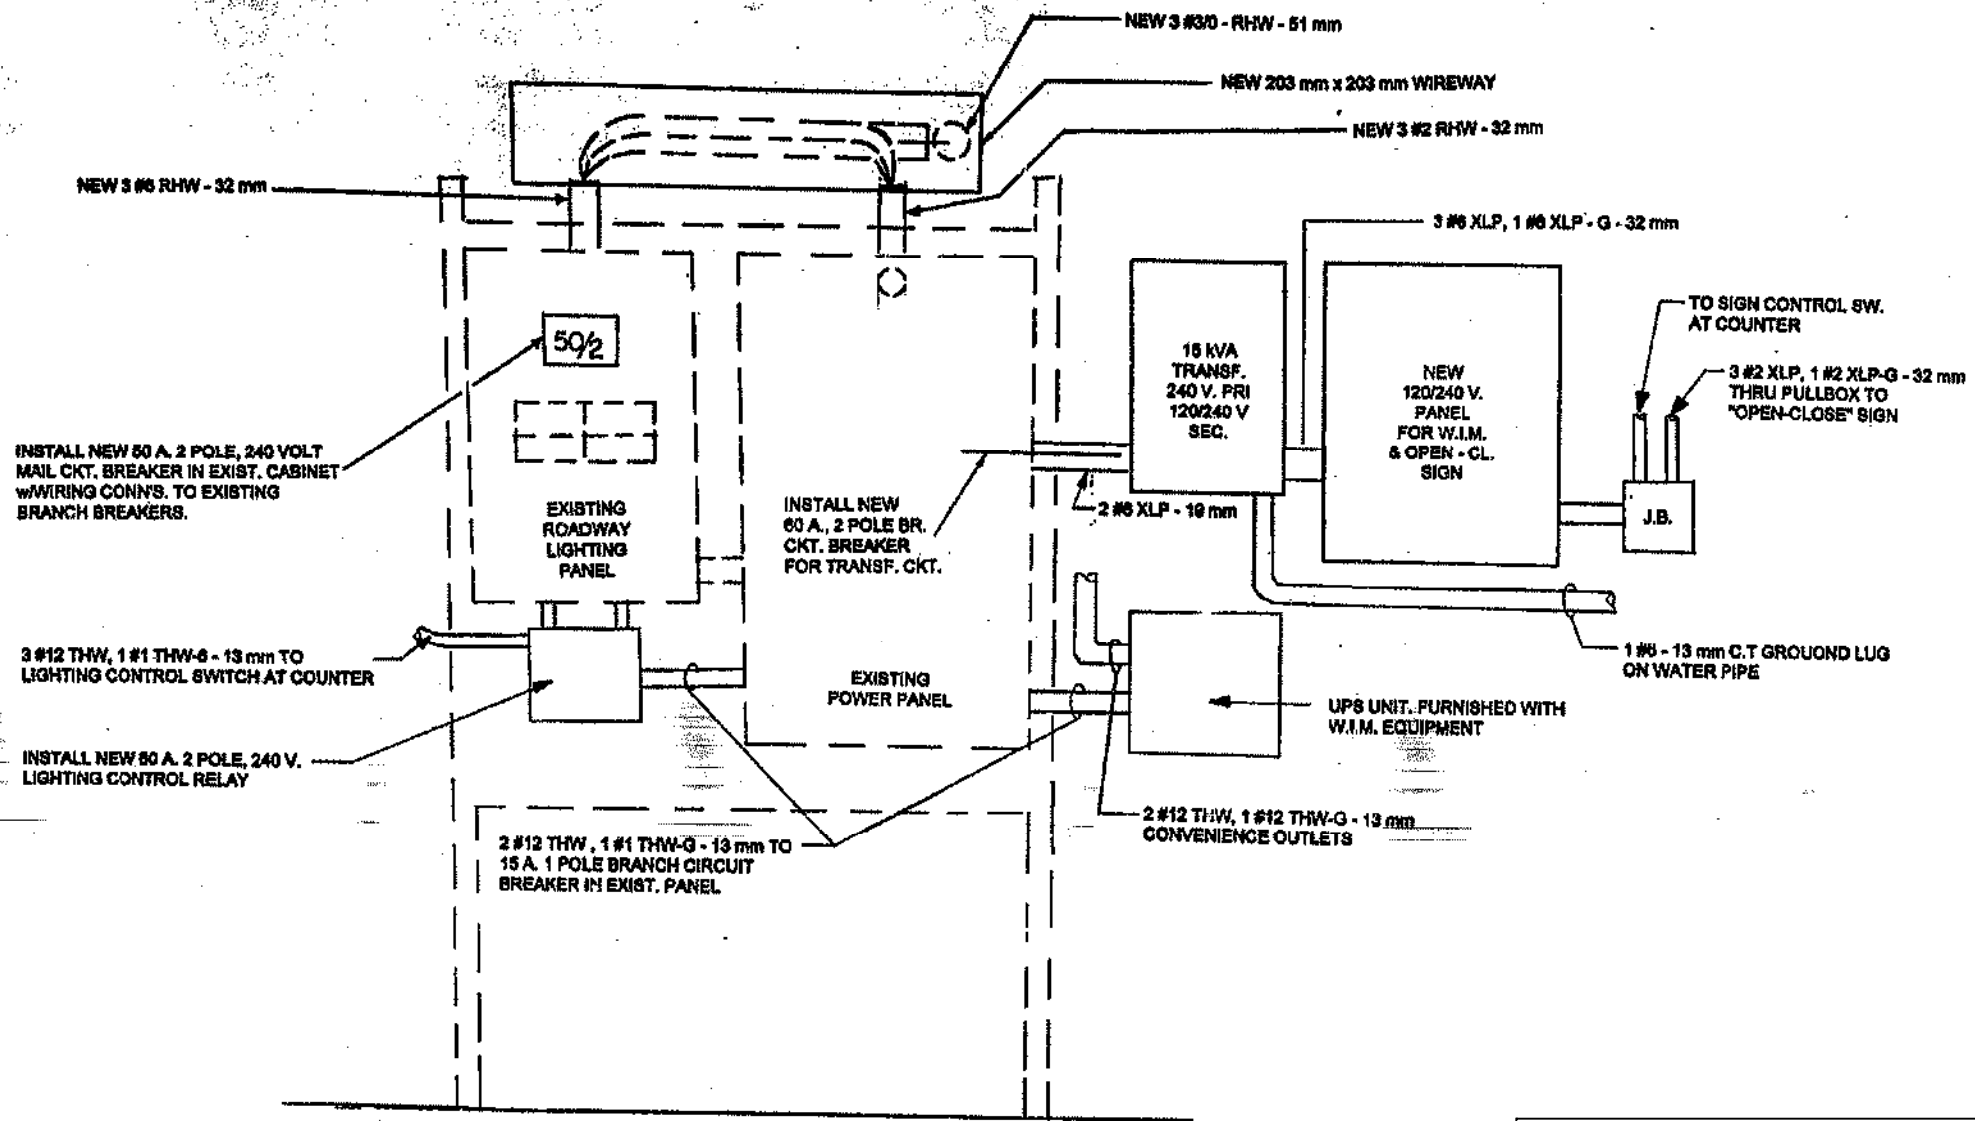 NEW 3 #3/0 - RHW - 51 mm
NEW 203 mm x 203 mm WIREWAY
NEW 3 #2 RHW - 32 mm
NEW 3 #6 RHW - 32 mm
3 #6 XLP, 1 #6 XLP - G - 32 mm
TO SIGN CONTROL SW.
AT COUNTER
3 #2 XLP, 1 #2 XLP-G - 32 mm
THRU PULLBOX TO
"OPEN-CLOSE" SIGN
50/2
15 kVA
TRANSF.
240 V. PRI
120/240 V
SEC.
NEW
120/240 V.
PANEL
FOR W.I.M.
& OPEN - CL.
SIGN
J.B.
INSTALL NEW 50 A. 2 POLE, 240 VOLT
MAIL CKT. BREAKER IN EXIST. CABINET
w/WIRING CONN'S. TO EXISTING
BRANCH BREAKERS.
EXISTING
ROADWAY
LIGHTING
PANEL
INSTALL NEW
60 A., 2 POLE BR.
CKT. BREAKER
FOR TRANSF. CKT.
2 #6 XLP - 19 mm
3 #12 THW, 1 #1 THW-6 - 13 mm TO
LIGHTING CONTROL SWITCH AT COUNTER
EXISTING
POWER PANEL
1 #6 - 13 mm C.T GROUOND LUG
ON WATER PIPE
UPS UNIT. FURNISHED WITH
W.I.M. EQUIPMENT
INSTALL NEW 60 A. 2 POLE, 240 V.
LIGHTING CONTROL RELAY
2 #12 THW, 1 #12 THW-G - 13 mm
CONVENIENCE OUTLETS
2 #12 THW , 1 #1 THW-G - 13 mm TO
15 A. 1 POLE BRANCH CIRCUIT
BREAKER IN EXIST. PANEL